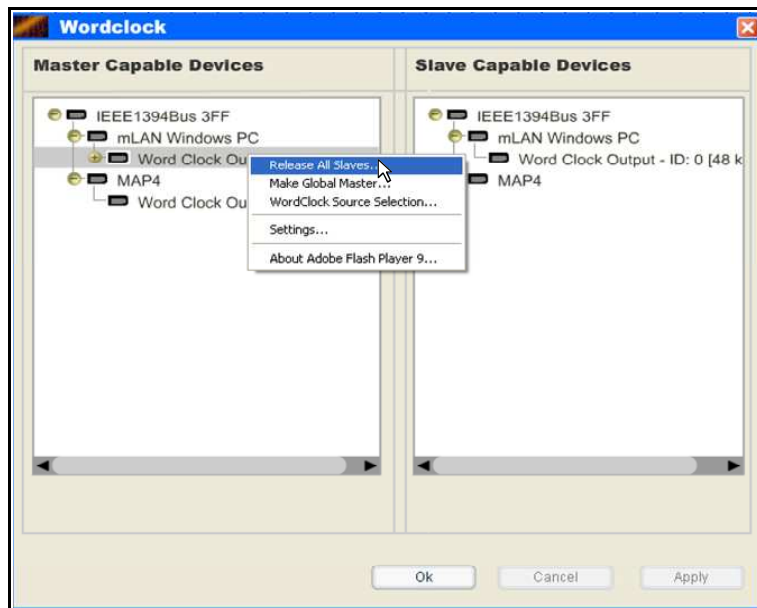 Wordclock
Master Capable Devices
IEEE1394Bus 3FF
mLAN Windows PC
Word Clock Ou
MAP4
Word Clock Ou
Release All Slaves...
Make Global Master...
WordClock Source Selection...
Settings...
About Adobe Flash Player 9...
Slave Capable Devices
IEEE1394Bus 3FF
mLAN Windows PC
Word Clock Output - ID: 0 [48 k
MAP4
Ok
Cancel
Apply